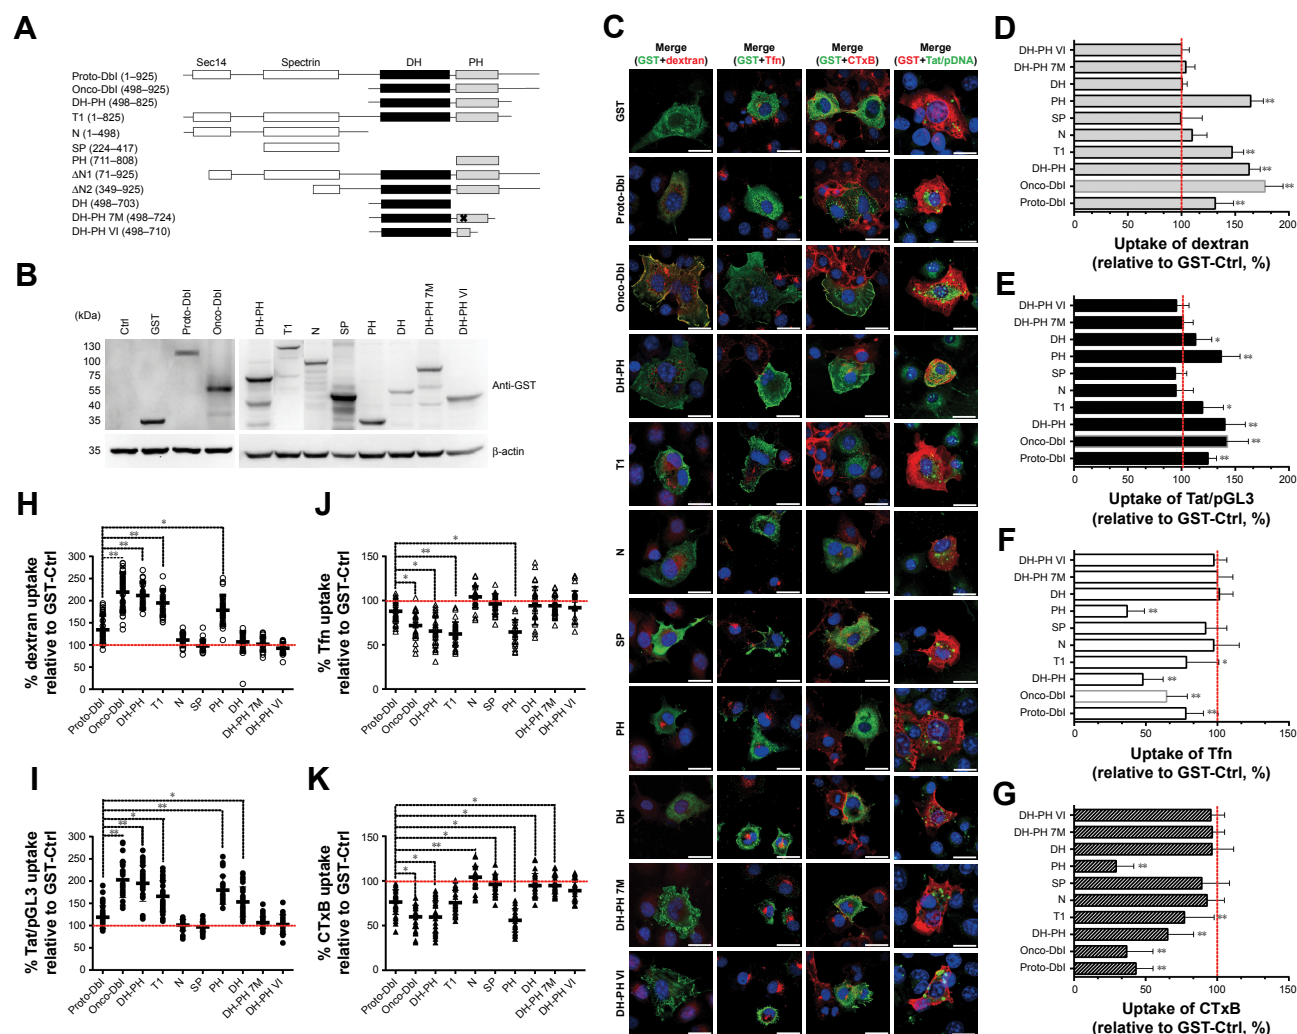 A
Sec14 Spectrin DH PH
Proto-Dbl (1–925)
Onco-Dbl (498–925)
DH-PH (498–825)
T1 (1–825)
N (1–498)
SP (224–417)
PH (711–808)
ΔN1 (71–925)
ΔN2 (349–925)
DH (498–703)
DH-PH 7M (498–724)
DH-PH VI (498–710)
B
(kDa) Ctrl GST Proto-Dbl Onco-Dbl DH-PH T1 N SP PH DH DH-PH 7M DH-PH VI
130
100
75
55
40
35
Anti-GST
35
β-actin
C
Merge Merge Merge Merge
(GST+dextran) (GST+Tfn) (GST+CTxB) (GST+Tat/pDNA)
GST
Proto-Dbl
Onco-Dbl
DH-PH
T1
N
SP
PH
DH
DH-PH 7M
DH-PH VI
D
DH-PH VI
DH-PH 7M
DH
PH **
SP
N
T1 **
DH-PH **
Onco-Dbl **
Proto-Dbl **
0 50 100 150 200
Uptake of dextran
(relative to GST-Ctrl, %)
E
DH-PH VI
DH-PH 7M
DH *
PH **
SP
N
T1 *
DH-PH **
Onco-Dbl **
Proto-Dbl **
0 50 100 150 200
Uptake of Tat/pGL3
(relative to GST-Ctrl, %)
F
DH-PH VI
DH-PH 7M
DH
PH **
SP
N
T1 *
DH-PH **
Onco-Dbl **
Proto-Dbl **
0 50 100 150
Uptake of Tfn
(relative to GST-Ctrl, %)
G
DH-PH VI
DH-PH 7M
DH
PH **
SP
N
T1 **
DH-PH **
Onco-Dbl **
Proto-Dbl **
0 50 100 150
Uptake of CTxB
(relative to GST-Ctrl, %)
H
% dextran uptake
relative to GST-Ctrl
*
**
**
**
300
250
200
150
100
50
0
Proto-Dbl Onco-Dbl DH-PH T1 N SP PH DH DH-PH 7M DH-PH VI
J
% Tfn uptake
relative to GST-Ctrl
*
**
*
*
150
100
50
0
Proto-Dbl Onco-Dbl DH-PH T1 N SP PH DH DH-PH 7M DH-PH VI
I
% Tat/pGL3 uptake
relative to GST-Ctrl
*
**
*
**
**
300
250
200
150
100
50
0
Proto-Dbl Onco-Dbl DH-PH T1 N SP PH DH DH-PH 7M DH-PH VI
K
% CTxB uptake
relative to GST-Ctrl
*
*
*
*
**
*
*
150
100
50
0
Proto-Dbl Onco-Dbl DH-PH T1 N SP PH DH DH-PH 7M DH-PH VI